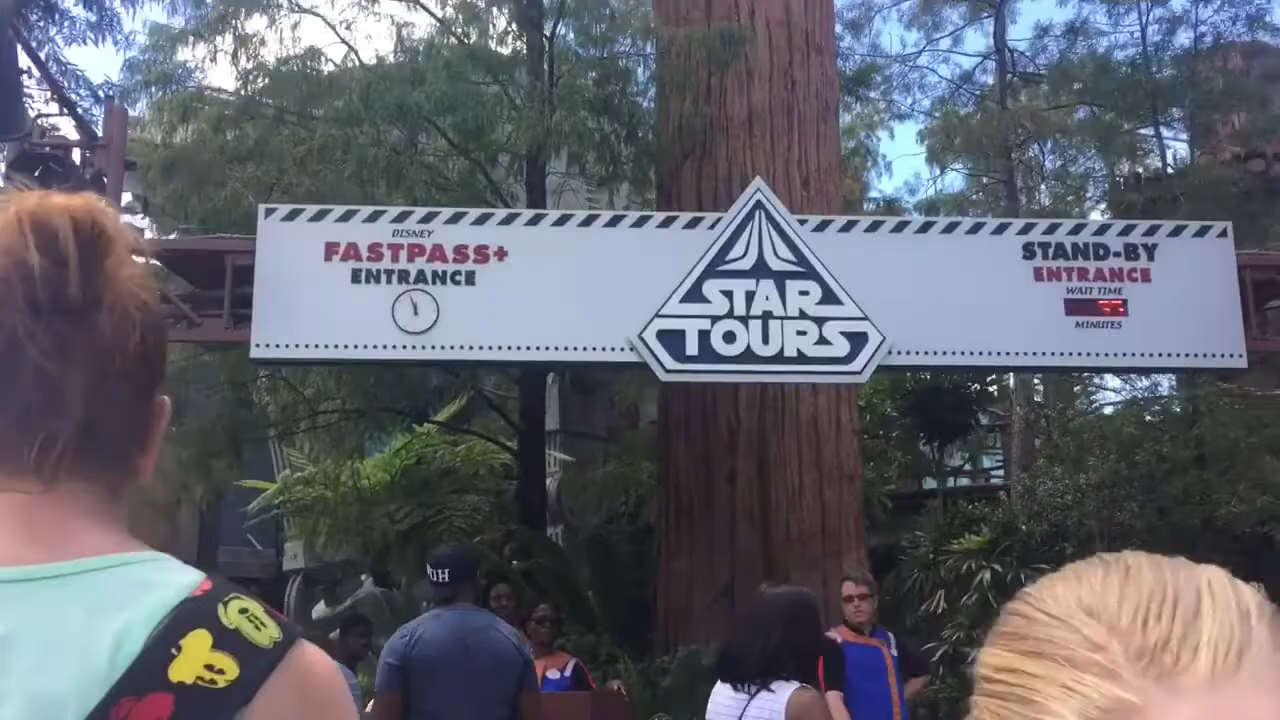 DISNEY
FASTPASS+
ENTRANCE
STAR
TOURS
STAND-BY
ENTRANCE
WAIT TIME
MINUTES